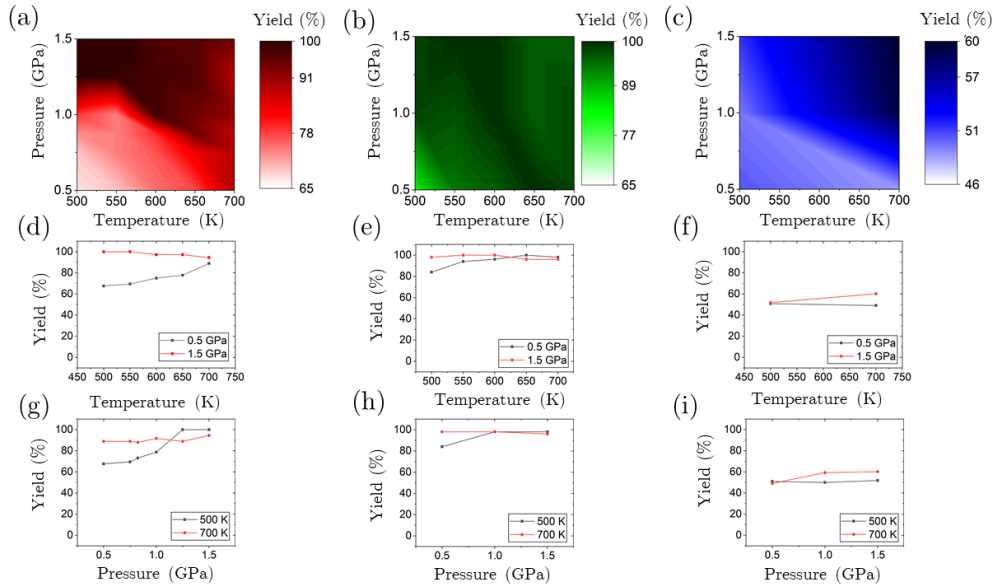 (a)
Yield (%)
Pressure (GPa)
1.5
1.0
0.5
500 550 600 650 700
Temperature (K)
100
91
78
65
(b)
Yield (%)
Pressure (GPa)
1.5
1.0
0.5
500 550 600 650 700
Temperature (K)
100
89
77
65
(c)
Yield (%)
Pressure (GPa)
1.5
1.0
0.5
500 550 600 650 700
Temperature (K)
60
56
51
46
(d)
Yield (%)
100
80
60
40
20
0
0.5 GPa
1.5 GPa
450 500 550 600 650 700 750
Temperature (K)
(e)
Yield (%)
100
80
60
40
20
0
0.5 GPa
1.5 GPa
500 550 600 650 700
Temperature (K)
(f)
Yield (%)
100
80
60
40
20
0
0.5 GPa
1.5 GPa
450 500 550 600 650 700 750
Temperature (K)
(g)
Yield (%)
100
80
60
40
20
0
500 K
700 K
0.5 1.0 1.5
Pressure (GPa)
(h)
Yield (%)
100
80
60
40
20
0
500 K
700 K
0.5 1.0 1.5
Pressure (GPa)
(i)
Yield (%)
100
80
60
40
20
0
500 K
700 K
0.5 1.0 1.5
Pressure (GPa)